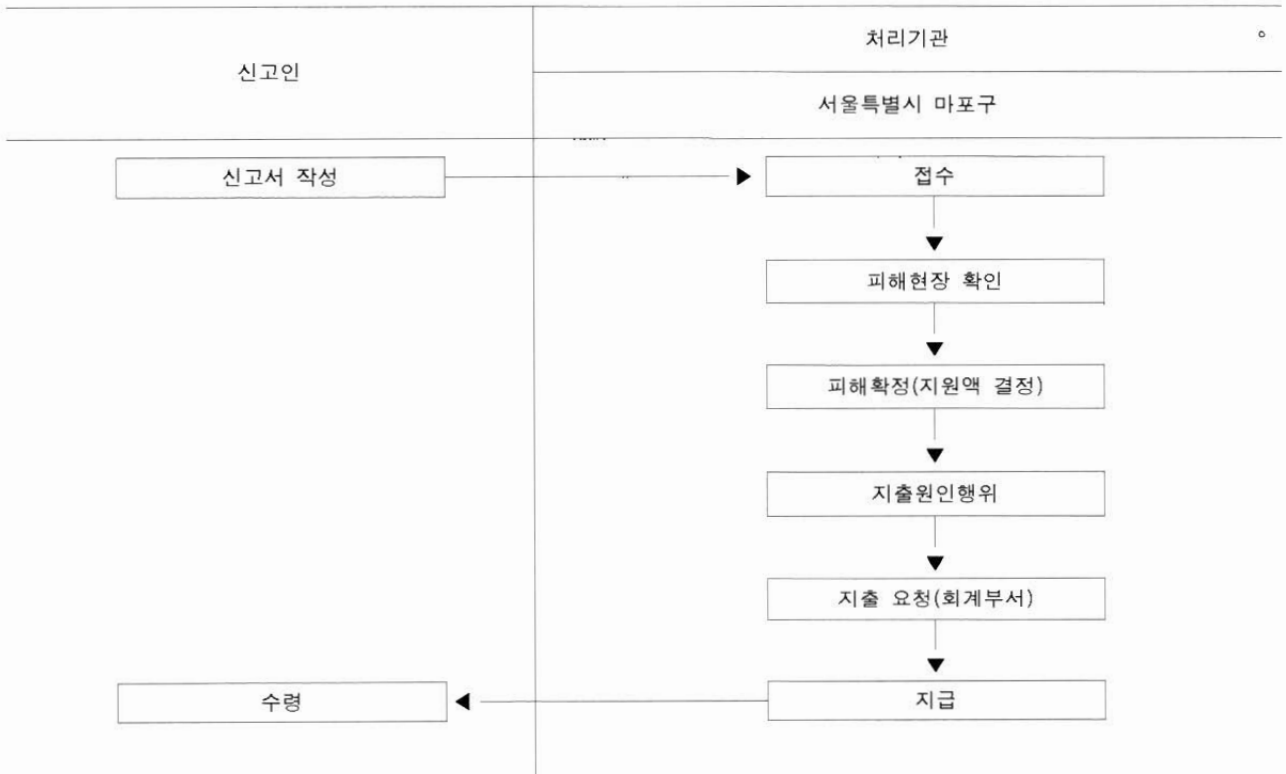 처리기관
신고인
서울특별시 마포구
신고서 작성
접수
피해현장 확인
피해확정(지원액 결정)
지출원인행위
지출 요청(회계부서)
수령
지급